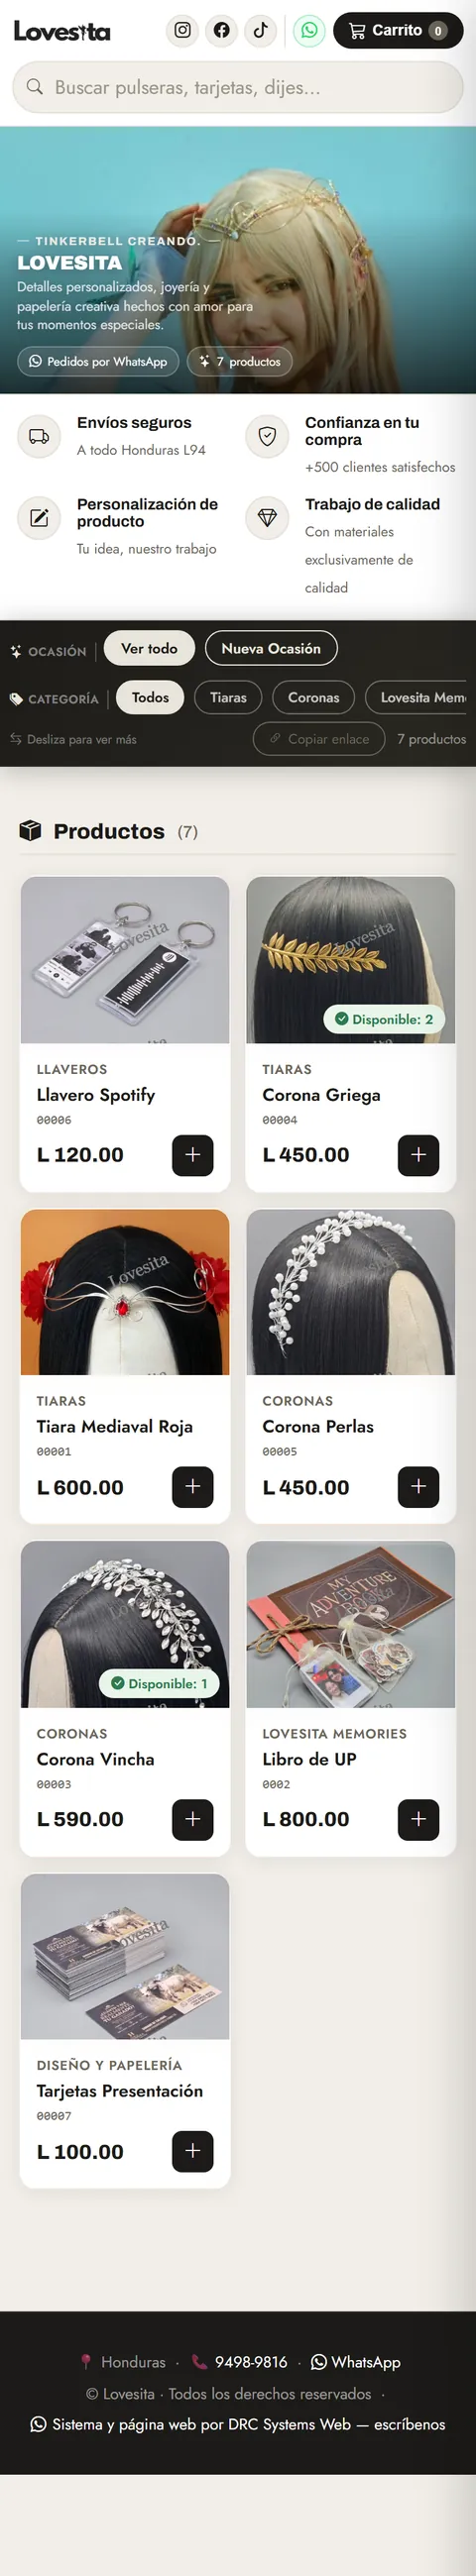 Lovesita
Carrito 0
Buscar pulseras, tarjetas, dijes...
— TINKERBELL CREANDO. —
LOVESITA
Detalles personalizados, joyería y
papelería creativa hechos con amor para
tus momentos especiales.
Pedidos por WhatsApp
7 productos
Envíos seguros
A todo Honduras L94
Confianza en tu
compra
+500 clientes satisfechos
Personalización de
producto
Tu idea, nuestro trabajo
Trabajo de calidad
Con materiales
exclusivamente de
calidad
OCASIÓN
Ver todo
Nueva Ocasión
CATEGORÍA
Todos
Tiaras
Coronas
Lovesita Mem
Desliza para ver más
Copiar enlace
7 productos
Productos (7)
Lovesita
LLAVEROS
Llavero Spotify
00006
L 120.00
Lovesita
Disponible: 2
TIARAS
Corona Griega
00004
L 450.00
Lovesita
TIARAS
Tiara Mediaval Roja
00001
L 600.00
CORONAS
Corona Perlas
00005
L 450.00
Disponible: 1
CORONAS
Corona Vincha
00003
L 590.00
MY
ADVENTURE
BOOK
LOVESITA MEMORIES
Libro de UP
0002
L 800.00
Lovesita
DISEÑO Y PAPELERÍA
Tarjetas Presentación
00007
L 100.00
Honduras · 9498-9816 · WhatsApp
© Lovesita · Todos los derechos reservados ·
Sistema y página web por DRC Systems Web — escríbenos